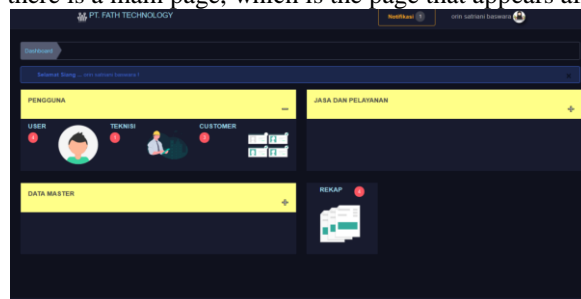 there is a main page, which is the page that appears
PT. FATH TECHNOLOGY
Notifikasi
orin satriani baswara
Dashboard
Selamat Siang ... orin satriani baswara !
PENGGUNA
JASA DAN PELAYANAN
USER
TEKNISI
CUSTOMER
DATA MASTER
REKAP